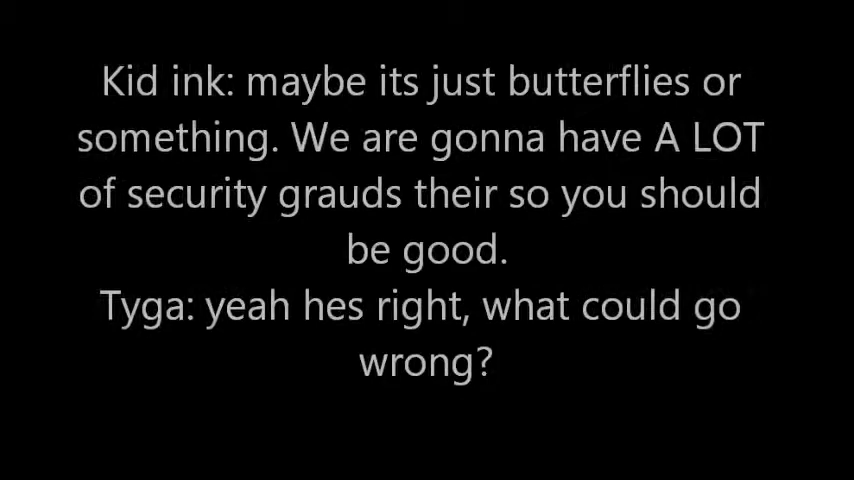 Kid ink: maybe its just butterflies or
something. We are gonna have A LOT
of security grauds their so you should
be good.
Tyga: yeah hes right, what could go
wrong?